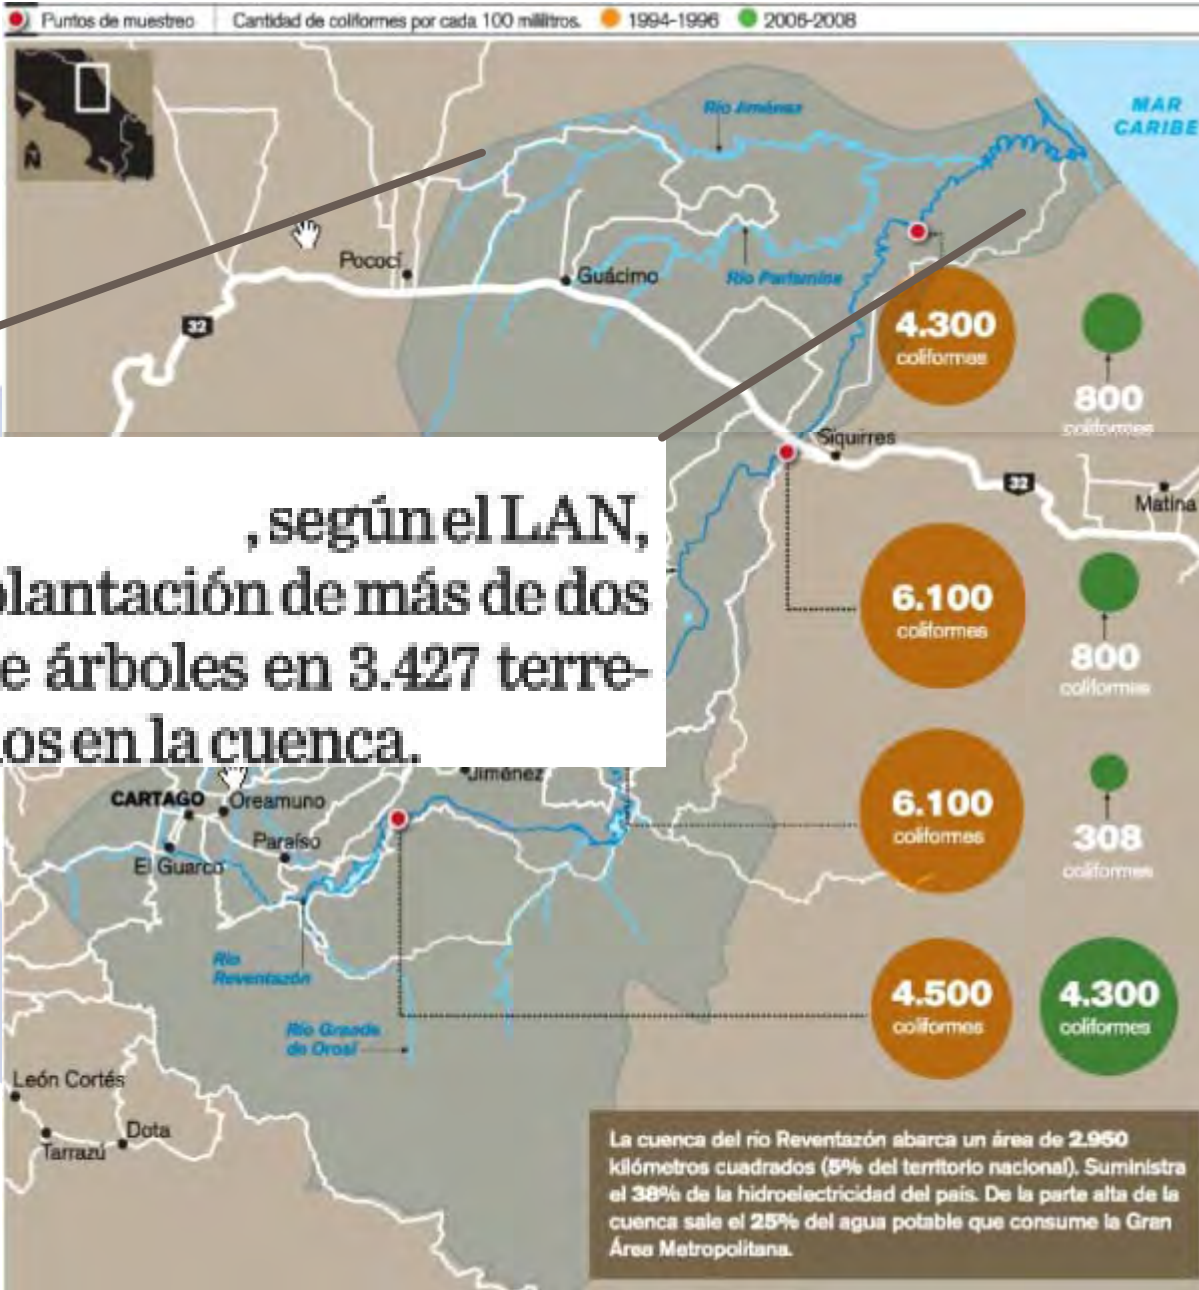 Puntos de muestreo
Cantidad de coliformes por cada 100 mililitros.
1994-1996
2006-2008
MAR
CARIBE
Río Jiménez
N
Pococí
Guácimo
Río Parismina
32
4.300
coliformes
800
coliformes
Siquirres
32
Matina
, según el LAN,
plantación de más de dos
e árboles en 3.427 terre-
os en la cuenca.
6.100
coliformes
800
coliformes
Jiménez
CARTAGO
Oreamuno
Paraíso
El Guarco
6.100
coliformes
308
coliformes
Río
Reventazón
Río Grande
de Orosi
4.500
coliformes
4.300
coliformes
León Cortés
Tarrazú
Dota
La cuenca del río Reventazón abarca un área de 2.950
kilómetros cuadrados (5% del territorio nacional). Suministra
el 38% de la hidroelectricidad del país. De la parte alta de la
cuenca sale el 25% del agua potable que consume la Gran
Área Metropolitana.